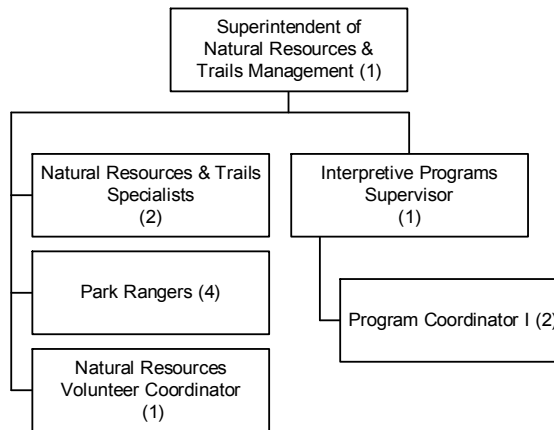 Superintendent of
Natural Resources &
Trails Management (1)
Natural Resources & Trails
Specialists
(2)
Interpretive Programs
Supervisor
(1)
Park Rangers (4)
Program Coordinator I (2)
Natural Resources
Volunteer Coordinator
(1)